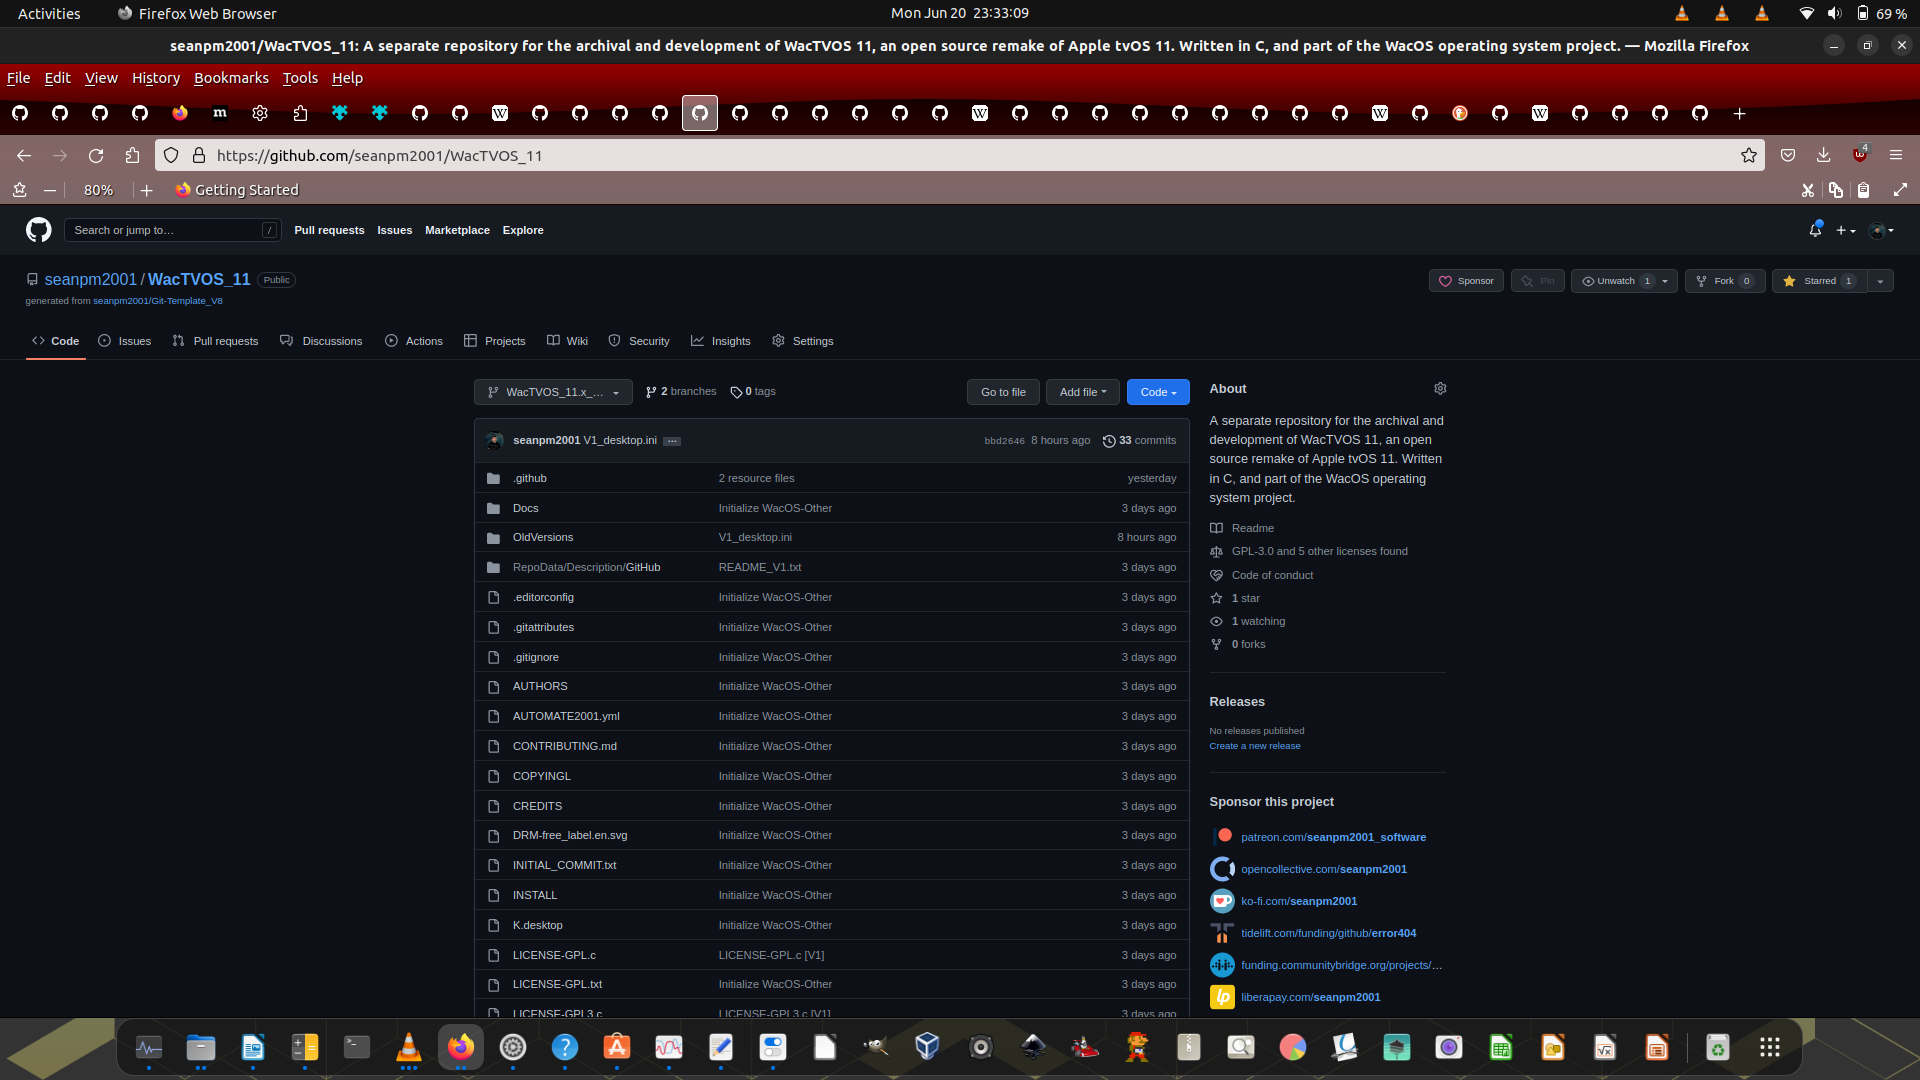 Activities
Firefox Web Browser
Mon Jun 20 23:33:09
69 %
seanpm2001/WacTVOS_11: A separate repository for the archival and development of WacTVOS 11, an open source remake of Apple tvOS 11. Written in C, and part of the WacOS operating system project. — Mozilla Firefox
File Edit View History Bookmarks Tools Help
https://github.com/seanpm2001/WacTVOS_11
4
80%
Getting Started
Search or jump to…
/
Pull requests Issues Marketplace Explore
seanpm2001 / WacTVOS_11 Public
generated from seanpm2001/Git-Template_V8
Sponsor Pin Unwatch 1 Fork 0 Starred 1
Code Issues Pull requests Discussions Actions Projects Wiki Security Insights Settings
WacTVOS_11.x_... 2 branches 0 tags
Go to file Add file Code
seanpm2001 V1_desktop.ini ... bbd2646 8 hours ago 33 commits
.github 2 resource files yesterday
Docs Initialize WacOS-Other 3 days ago
OldVersions V1_desktop.ini 8 hours ago
RepoData/Description/GitHub README_V1.txt 3 days ago
.editorconfig Initialize WacOS-Other 3 days ago
.gitattributes Initialize WacOS-Other 3 days ago
.gitignore Initialize WacOS-Other 3 days ago
AUTHORS Initialize WacOS-Other 3 days ago
AUTOMATE2001.yml Initialize WacOS-Other 3 days ago
CONTRIBUTING.md Initialize WacOS-Other 3 days ago
COPYINGL Initialize WacOS-Other 3 days ago
CREDITS Initialize WacOS-Other 3 days ago
DRM-free_label.en.svg Initialize WacOS-Other 3 days ago
INITIAL_COMMIT.txt Initialize WacOS-Other 3 days ago
INSTALL Initialize WacOS-Other 3 days ago
K.desktop Initialize WacOS-Other 3 days ago
LICENSE-GPL.c LICENSE-GPL.c [V1] 3 days ago
LICENSE-GPL.txt Initialize WacOS-Other 3 days ago
LICENSE-GPL3.c LICENSE-GPL3.c [V1] 3 days ago
About
A separate repository for the archival and
development of WacTVOS 11, an open
source remake of Apple tvOS 11. Written
in C, and part of the WacOS operating
system project.
Readme
GPL-3.0 and 5 other licenses found
Code of conduct
1 star
1 watching
0 forks
Releases
No releases published
Create a new release
Sponsor this project
patreon.com/seanpm2001_software
opencollective.com/seanpm2001
ko-fi.com/seanpm2001
tidelift.com/funding/github/error404
funding.communitybridge.org/projects/...
liberapay.com/seanpm2001